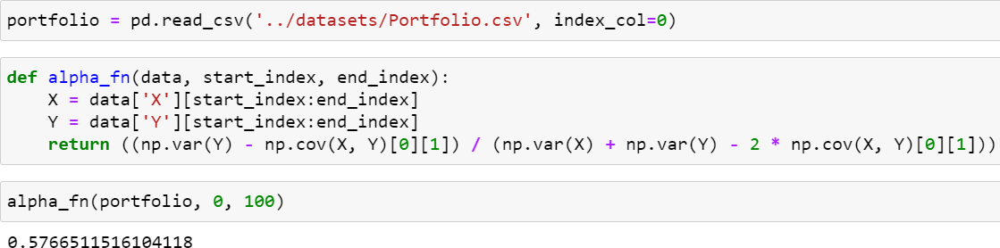 portfolio = pd.read_csv('../datasets/Portfolio.csv', index_col=0)
def alpha_fn(data, start_index, end_index):
    X = data['X'][start_index:end_index]
    Y = data['Y'][start_index:end_index]
    return ((np.var(Y) - np.cov(X, Y)[0][1]) / (np.var(X) + np.var(Y) - 2 * np.cov(X, Y)[0][1]))
alpha_fn(portfolio, 0, 100)
0.5766511516104118